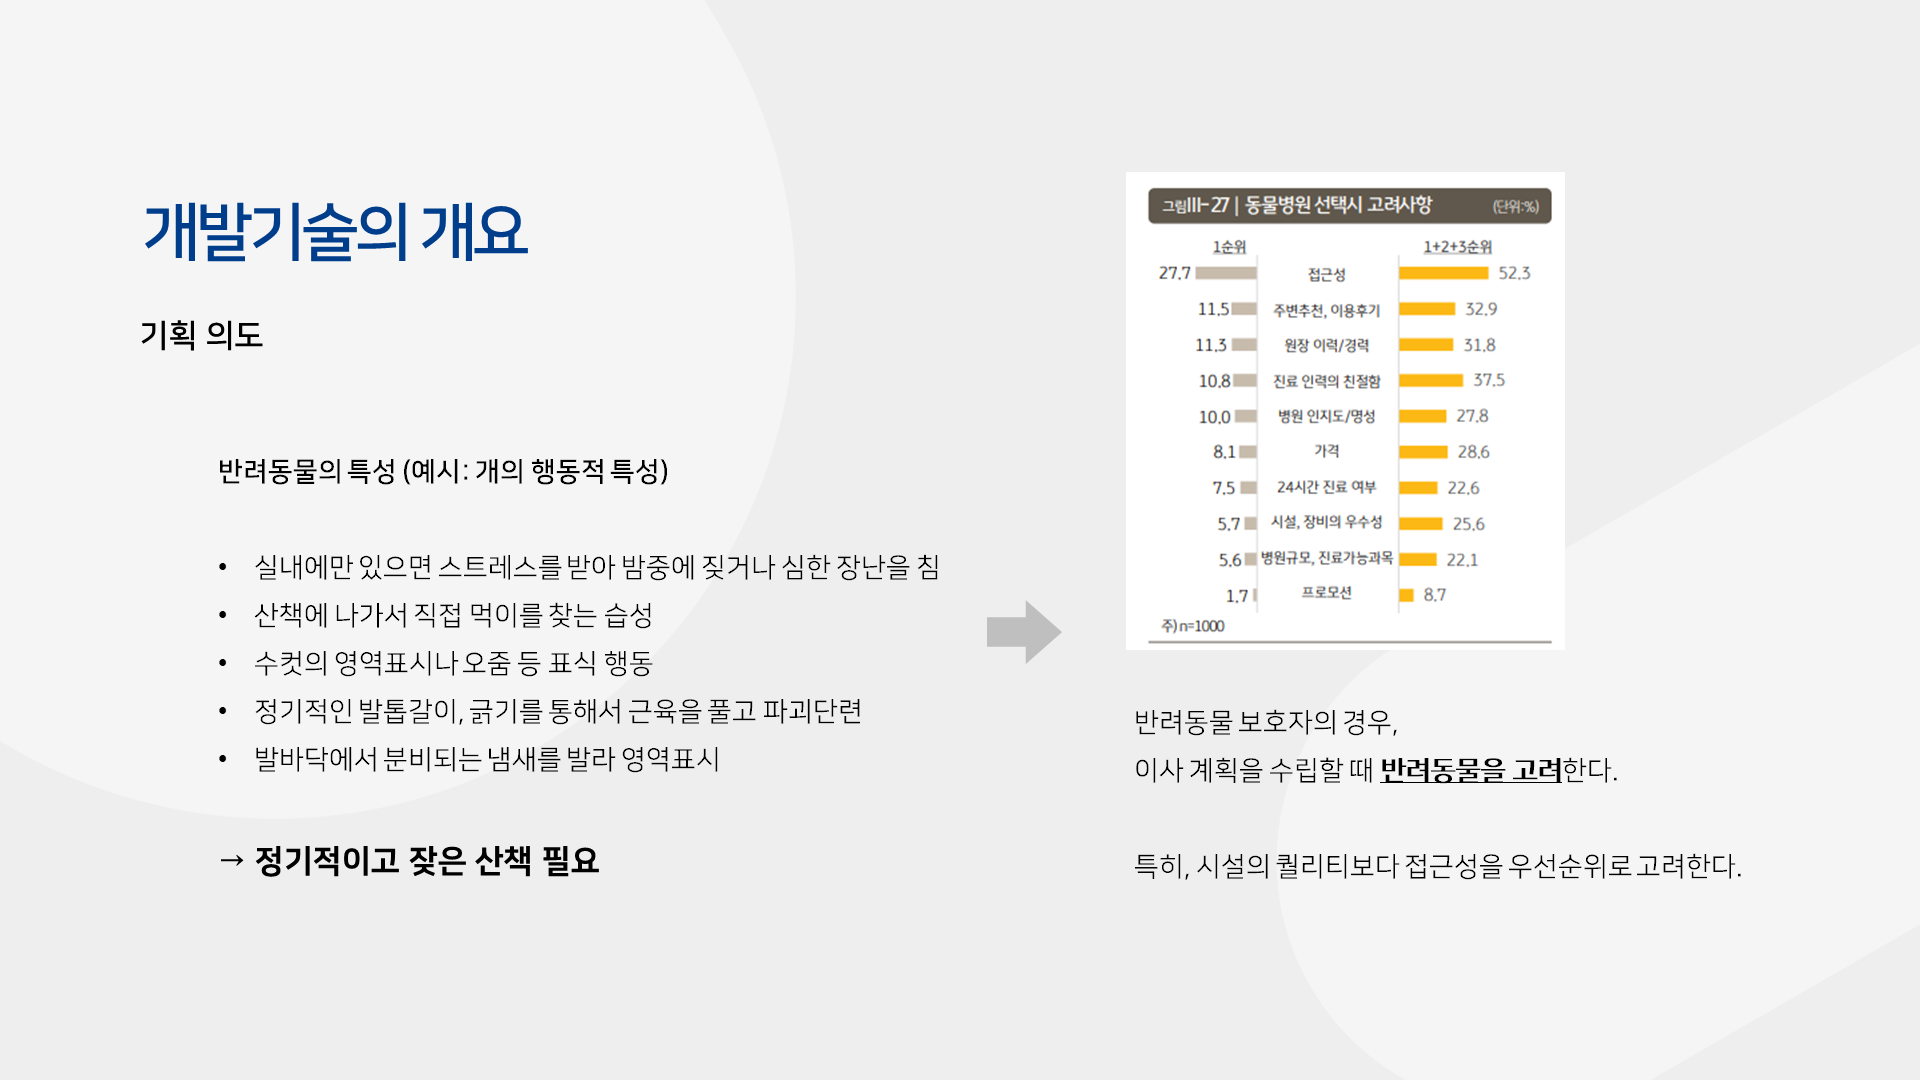 개발기술의 개요
기획 의도
반려동물의 특성 (예시: 개의 행동적 특성)
• 실내에만 있으면 스트레스를 받아 밤중에 짖거나 심한 장난을 침
• 산책에 나가서 직접 먹이를 찾는 습성
• 수컷의 영역표시나 오줌 등 표식 행동
• 정기적인 발톱갈이, 긁기를 통해서 근육을 풀고 파괴단련
• 발바닥에서 분비되는 냄새를 발라 영역표시
→ 정기적이고 잦은 산책 필요
그림III-27 | 동물병원 선택시 고려사항 (단위:%)
1순위 1+2+3순위
27.7 접근성 52.3
11.5 주변추천, 이용후기 32.9
11.3 원장 이력/경력 31.8
10.8 진료 인력의 친절함 37.5
10.0 병원 인지도/명성 27.8
8.1 가격 28.6
7.5 24시간 진료 여부 22.6
5.7 시설, 장비의 우수성 25.6
5.6 병원규모, 진료가능과목 22.1
1.7 프로모션 8.7
주) n=1000
반려동물 보호자의 경우,
이사 계획을 수립할 때 반려동물을 고려한다.
특히, 시설의 퀄리티보다 접근성을 우선순위로 고려한다.